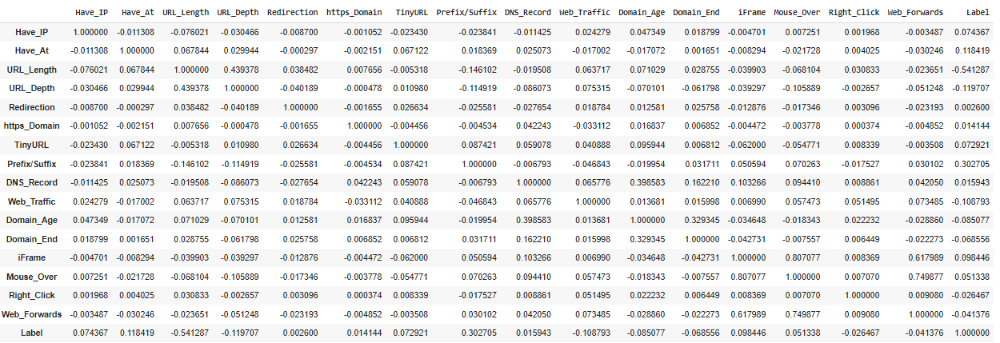 Have_IP Have_At URL_Length URL_Depth Redirection https_Domain TinyURL Prefix/Suffix DNS_Record Web_Traffic Domain_Age Domain_End iFrame Mouse_Over Right_Click Web_Forwards Label
Have_IP 1.000000 -0.011308 -0.076021 -0.030466 -0.008700 -0.001052 -0.023430 -0.023841 -0.011425 0.024279 0.047349 0.018799 -0.004701 0.007251 0.001968 -0.003487 0.074367
Have_At -0.011308 1.000000 0.067844 0.029944 -0.000297 -0.002151 0.067122 0.018369 0.025073 -0.017002 -0.017072 0.001651 -0.008294 -0.021728 0.004025 -0.030246 0.118419
URL_Length -0.076021 0.067844 1.000000 0.439378 0.038482 0.007656 -0.005318 -0.146102 -0.019508 0.063717 0.071029 0.028755 -0.039903 -0.068104 0.030833 -0.023651 -0.541287
URL_Depth -0.030466 0.029944 0.439378 1.000000 -0.040189 -0.000478 0.010980 -0.114919 -0.086073 0.075315 -0.070101 -0.061798 -0.039297 -0.105889 -0.002657 -0.051248 -0.119707
Redirection -0.008700 -0.000297 0.038482 -0.040189 1.000000 -0.001655 0.026634 -0.025581 -0.027654 0.018784 0.012581 0.025758 -0.012876 -0.017346 0.003096 -0.023193 0.002600
https_Domain -0.001052 -0.002151 0.007656 -0.000478 -0.001655 1.000000 -0.004456 -0.004534 0.042243 -0.033112 0.016837 0.006852 -0.004472 -0.003778 0.000374 -0.004852 0.014144
TinyURL -0.023430 0.067122 -0.005318 0.010980 0.026634 -0.004456 1.000000 0.087421 0.059078 0.040888 0.095944 0.006812 -0.062000 -0.054771 0.008339 -0.003508 0.072921
Prefix/Suffix -0.023841 0.018369 -0.146102 -0.114919 -0.025581 -0.004534 0.087421 1.000000 -0.006793 -0.046843 -0.019954 0.031711 0.050594 0.070263 -0.017527 0.030102 0.302705
DNS_Record -0.011425 0.025073 -0.019508 -0.086073 -0.027654 0.042243 0.059078 -0.006793 1.000000 0.065776 0.398583 0.162210 0.103266 0.094410 0.008861 0.042050 0.015943
Web_Traffic 0.024279 -0.017002 0.063717 0.075315 0.018784 -0.033112 0.040888 -0.046843 0.065776 1.000000 0.013681 0.015998 0.006990 0.057473 0.051495 0.073485 -0.108793
Domain_Age 0.047349 -0.017072 0.071029 -0.070101 0.012581 0.016837 0.095944 -0.019954 0.398583 0.013681 1.000000 0.329345 -0.034648 -0.018343 0.022232 -0.028860 -0.085077
Domain_End 0.018799 0.001651 0.028755 -0.061798 0.025758 0.006852 0.006812 0.031711 0.162210 0.015998 0.329345 1.000000 -0.042731 -0.007557 0.006449 -0.022273 -0.068556
iFrame -0.004701 -0.008294 -0.039903 -0.039297 -0.012876 -0.004472 -0.062000 0.050594 0.103266 0.006990 -0.034648 -0.042731 1.000000 0.807077 0.008369 0.617989 0.098446
Mouse_Over 0.007251 -0.021728 -0.068104 -0.105889 -0.017346 -0.003778 -0.054771 0.070263 0.094410 0.057473 -0.018343 -0.007557 0.807077 1.000000 0.007070 0.749877 0.051338
Right_Click 0.001968 0.004025 0.030833 -0.002657 0.003096 0.000374 0.008339 -0.017527 0.008861 0.051495 0.022232 0.006449 0.008369 0.007070 1.000000 0.009080 -0.026467
Web_Forwards -0.003487 -0.030246 -0.023651 -0.051248 -0.023193 -0.004852 -0.003508 0.030102 0.042050 0.073485 -0.028860 -0.022273 0.617989 0.749877 0.009080 1.000000 -0.041376
Label 0.074367 0.118419 -0.541287 -0.119707 0.002600 0.014144 0.072921 0.302705 0.015943 -0.108793 -0.085077 -0.068556 0.098446 0.051338 -0.026467 -0.041376 1.000000